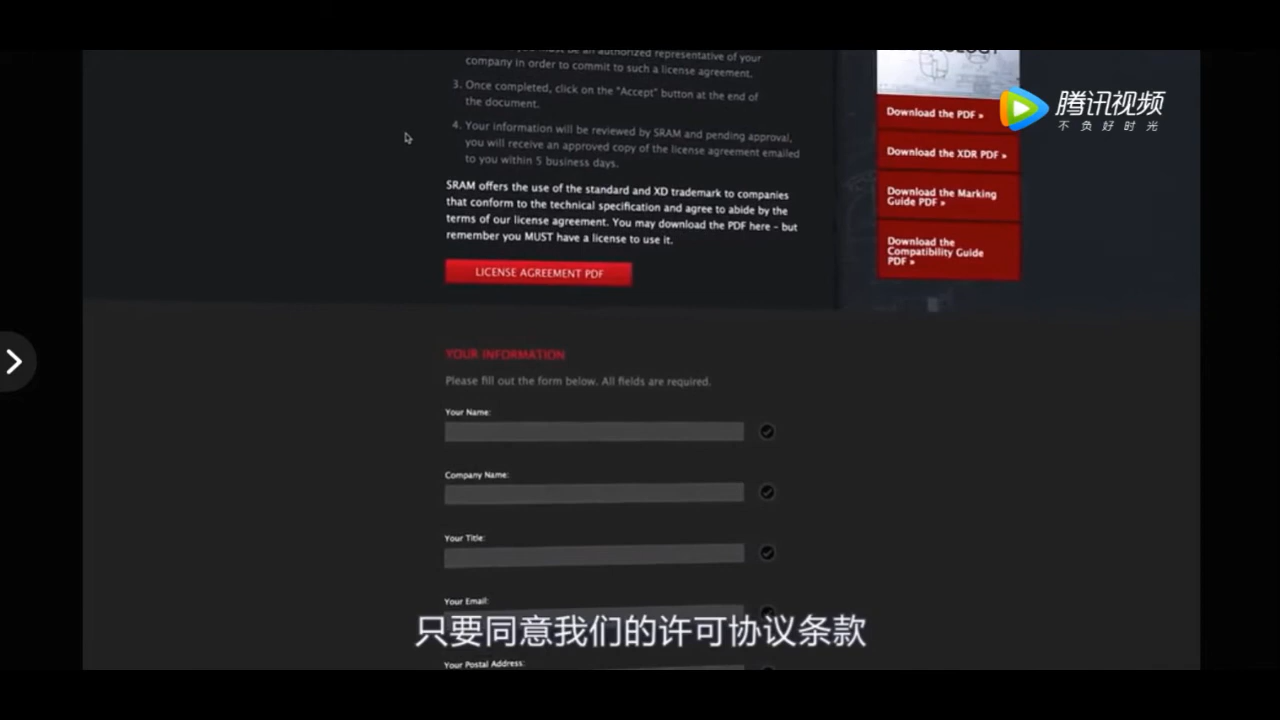 you must be an authorized representative of your
company in order to commit to such a license agreement.
3. Once completed, click on the "Accept" button at the end of
the document.
4. Your information will be reviewed by SRAM and pending approval,
you will receive an approved copy of the license agreement emailed
to you within 5 business days.
SRAM offers the use of the standard and XD trademark to companies
that conform to the technical specification and agree to abide by the
terms of our license agreement. You may download the PDF here – but
remember you MUST have a license to use it.
LICENSE AGREEMENT PDF
Download the PDF »
Download the XDR PDF »
Download the Marking
Guide PDF »
Download the
Compatibility Guide
PDF »
腾讯视频
不负好时光
YOUR INFORMATION
Please fill out the form below. All fields are required.
Your Name:
Company Name:
Your Title:
Your Email:
只要同意我们的许可协议条款
Your Postal Address: